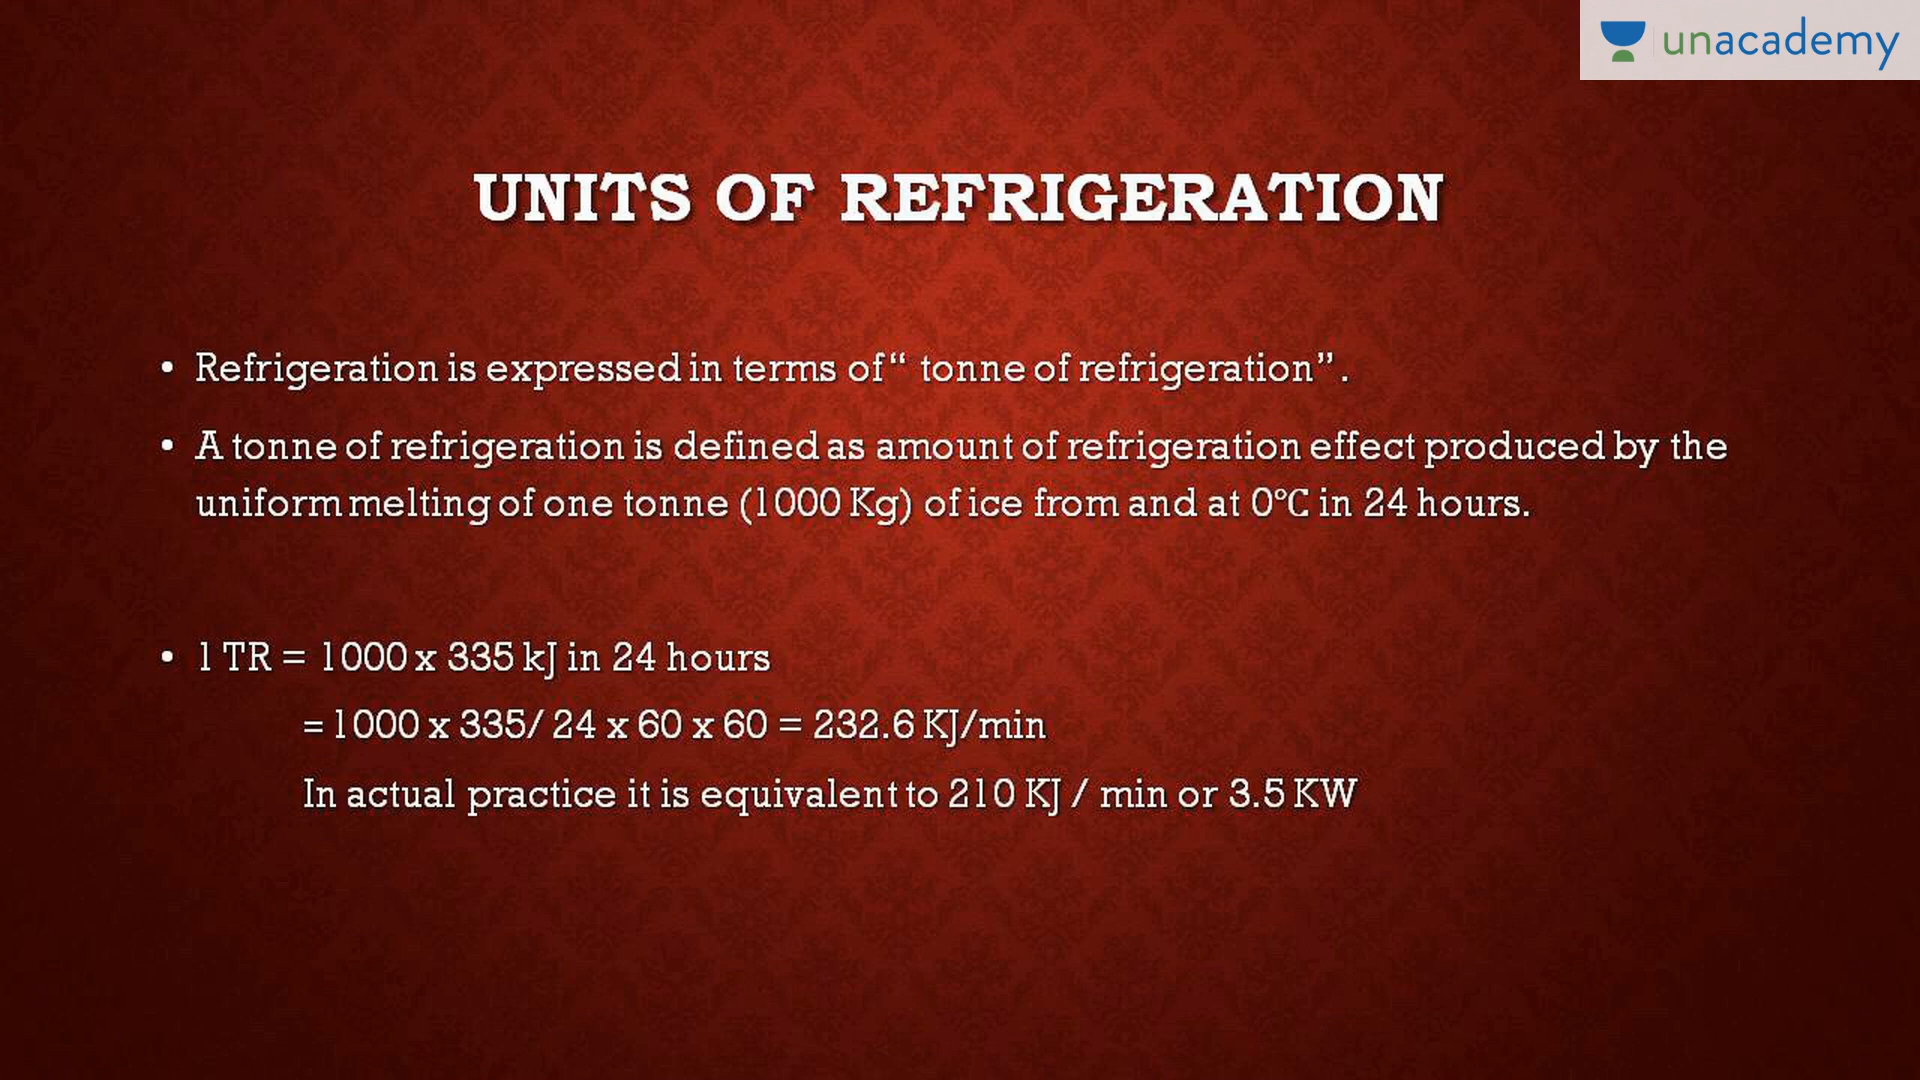 unacademy
UNITS OF REFRIGERATION
• Refrigeration is expressed in terms of “ tonne of refrigeration”.
• A tonne of refrigeration is defined as amount of refrigeration effect produced by the
uniform melting of one tonne (1000 Kg) of ice from and at 0°C in 24 hours.
• 1 TR = 1000 x 335 kJ in 24 hours
= 1000 x 335/ 24 x 60 x 60 = 232.6 KJ/min
In actual practice it is equivalent to 210 KJ / min or 3.5 KW